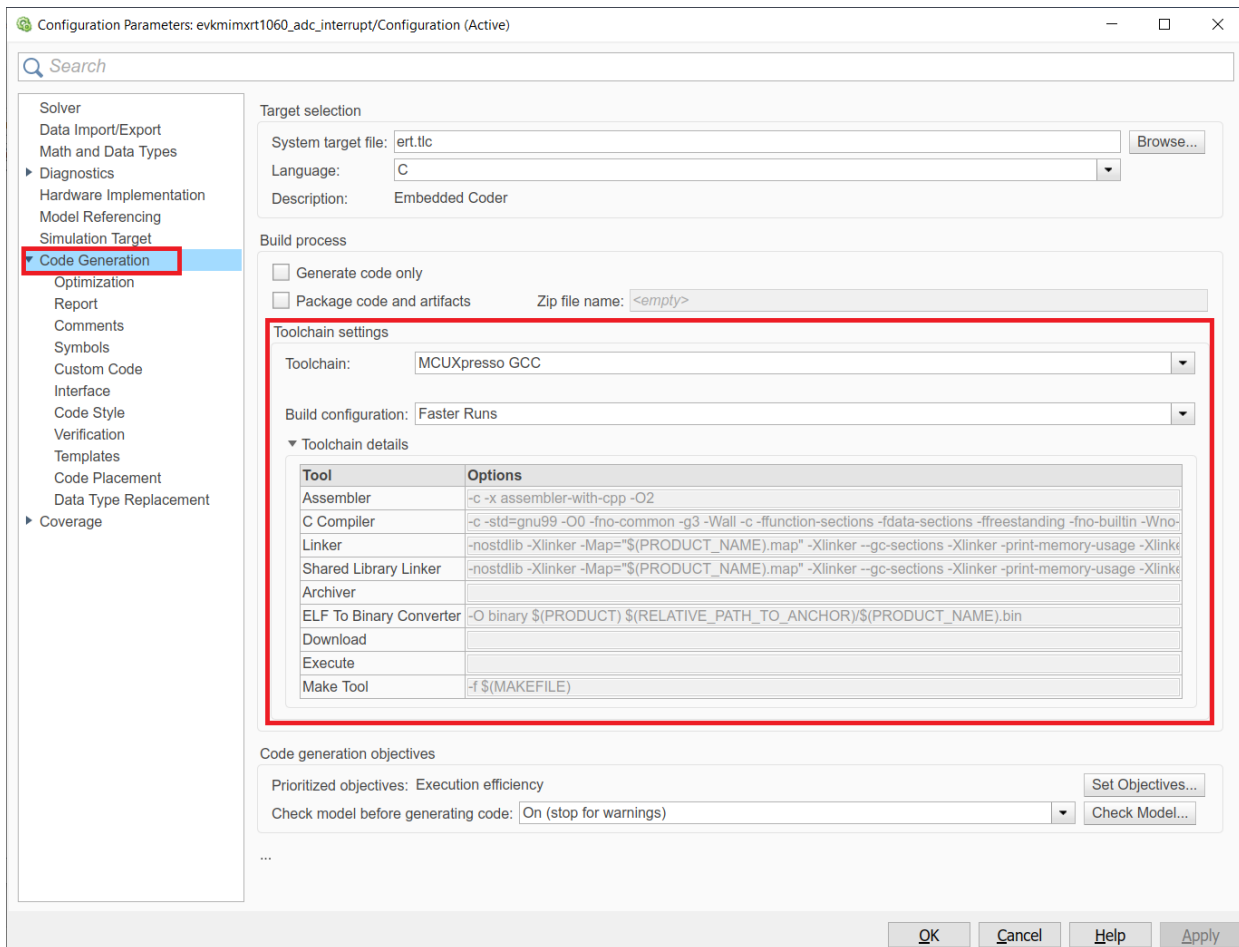 Configuration Parameters: evkmimxrt1060_adc_interrupt/Configuration (Active)
Search
Solver
Data Import/Export
Math and Data Types
Diagnostics
Hardware Implementation
Model Referencing
Simulation Target
Code Generation
Optimization
Report
Comments
Symbols
Custom Code
Interface
Code Style
Verification
Templates
Code Placement
Data Type Replacement
Coverage
Target selection
System target file: ert.tlc Browse...
Language: C
Description: Embedded Coder
Build process
Generate code only
Package code and artifacts Zip file name: <empty>
Toolchain settings
Toolchain: MCUXpresso GCC
Build configuration: Faster Runs
Toolchain details
Tool Options
Assembler -c -x assembler-with-cpp -O2
C Compiler -c -std=gnu99 -O0 -fno-common -g3 -Wall -c -ffunction-sections -fdata-sections -ffreestanding -fno-builtin -Wno-
Linker -nostdlib -Xlinker -Map="$(PRODUCT_NAME).map" -Xlinker --gc-sections -Xlinker -print-memory-usage -Xlinke
Shared Library Linker -nostdlib -Xlinker -Map="$(PRODUCT_NAME).map" -Xlinker --gc-sections -Xlinker -print-memory-usage -Xlinke
Archiver
ELF To Binary Converter -O binary $(PRODUCT) $(RELATIVE_PATH_TO_ANCHOR)/$(PRODUCT_NAME).bin
Download
Execute
Make Tool -f $(MAKEFILE)
Code generation objectives
Prioritized objectives: Execution efficiency Set Objectives...
Check model before generating code: On (stop for warnings) Check Model...
...
OK Cancel Help Apply